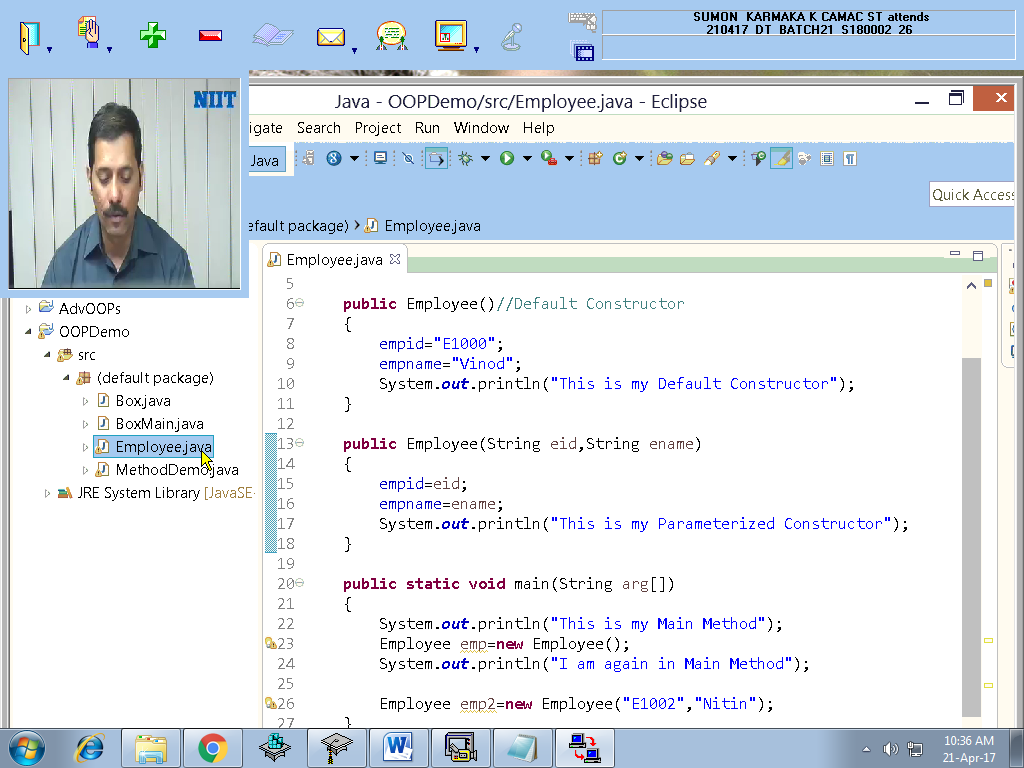 SUMON KARMAKA K CAMAC ST attends
210417 DT BATCH21 S180002 26
NIIT
Java - OOPDemo/src/Employee.java - Eclipse
igate Search Project Run Window Help
Java
Quick Access
efault package) Employee.java
Employee.java
AdvOOPs
OOPDemo
src
(default package)
Box.java
BoxMain.java
Employee.java
MethodDemo.java
JRE System Library [JavaSE-
5
6 public Employee()//Default Constructor
7 {
8 empid="E1000";
9 empname="Vinod";
10 System.out.println("This is my Default Constructor");
11 }
12
13 public Employee(String eid,String ename)
14 {
15 empid=eid;
16 empname=ename;
17 System.out.println("This is my Parameterized Constructor");
18 }
19
20 public static void main(String arg[])
21 {
22 System.out.println("This is my Main Method");
23 Employee emp=new Employee();
24 System.out.println("I am again in Main Method");
25
26 Employee emp2=new Employee("E1002","Nitin");
27 }
10:36 AM
21-Apr-17